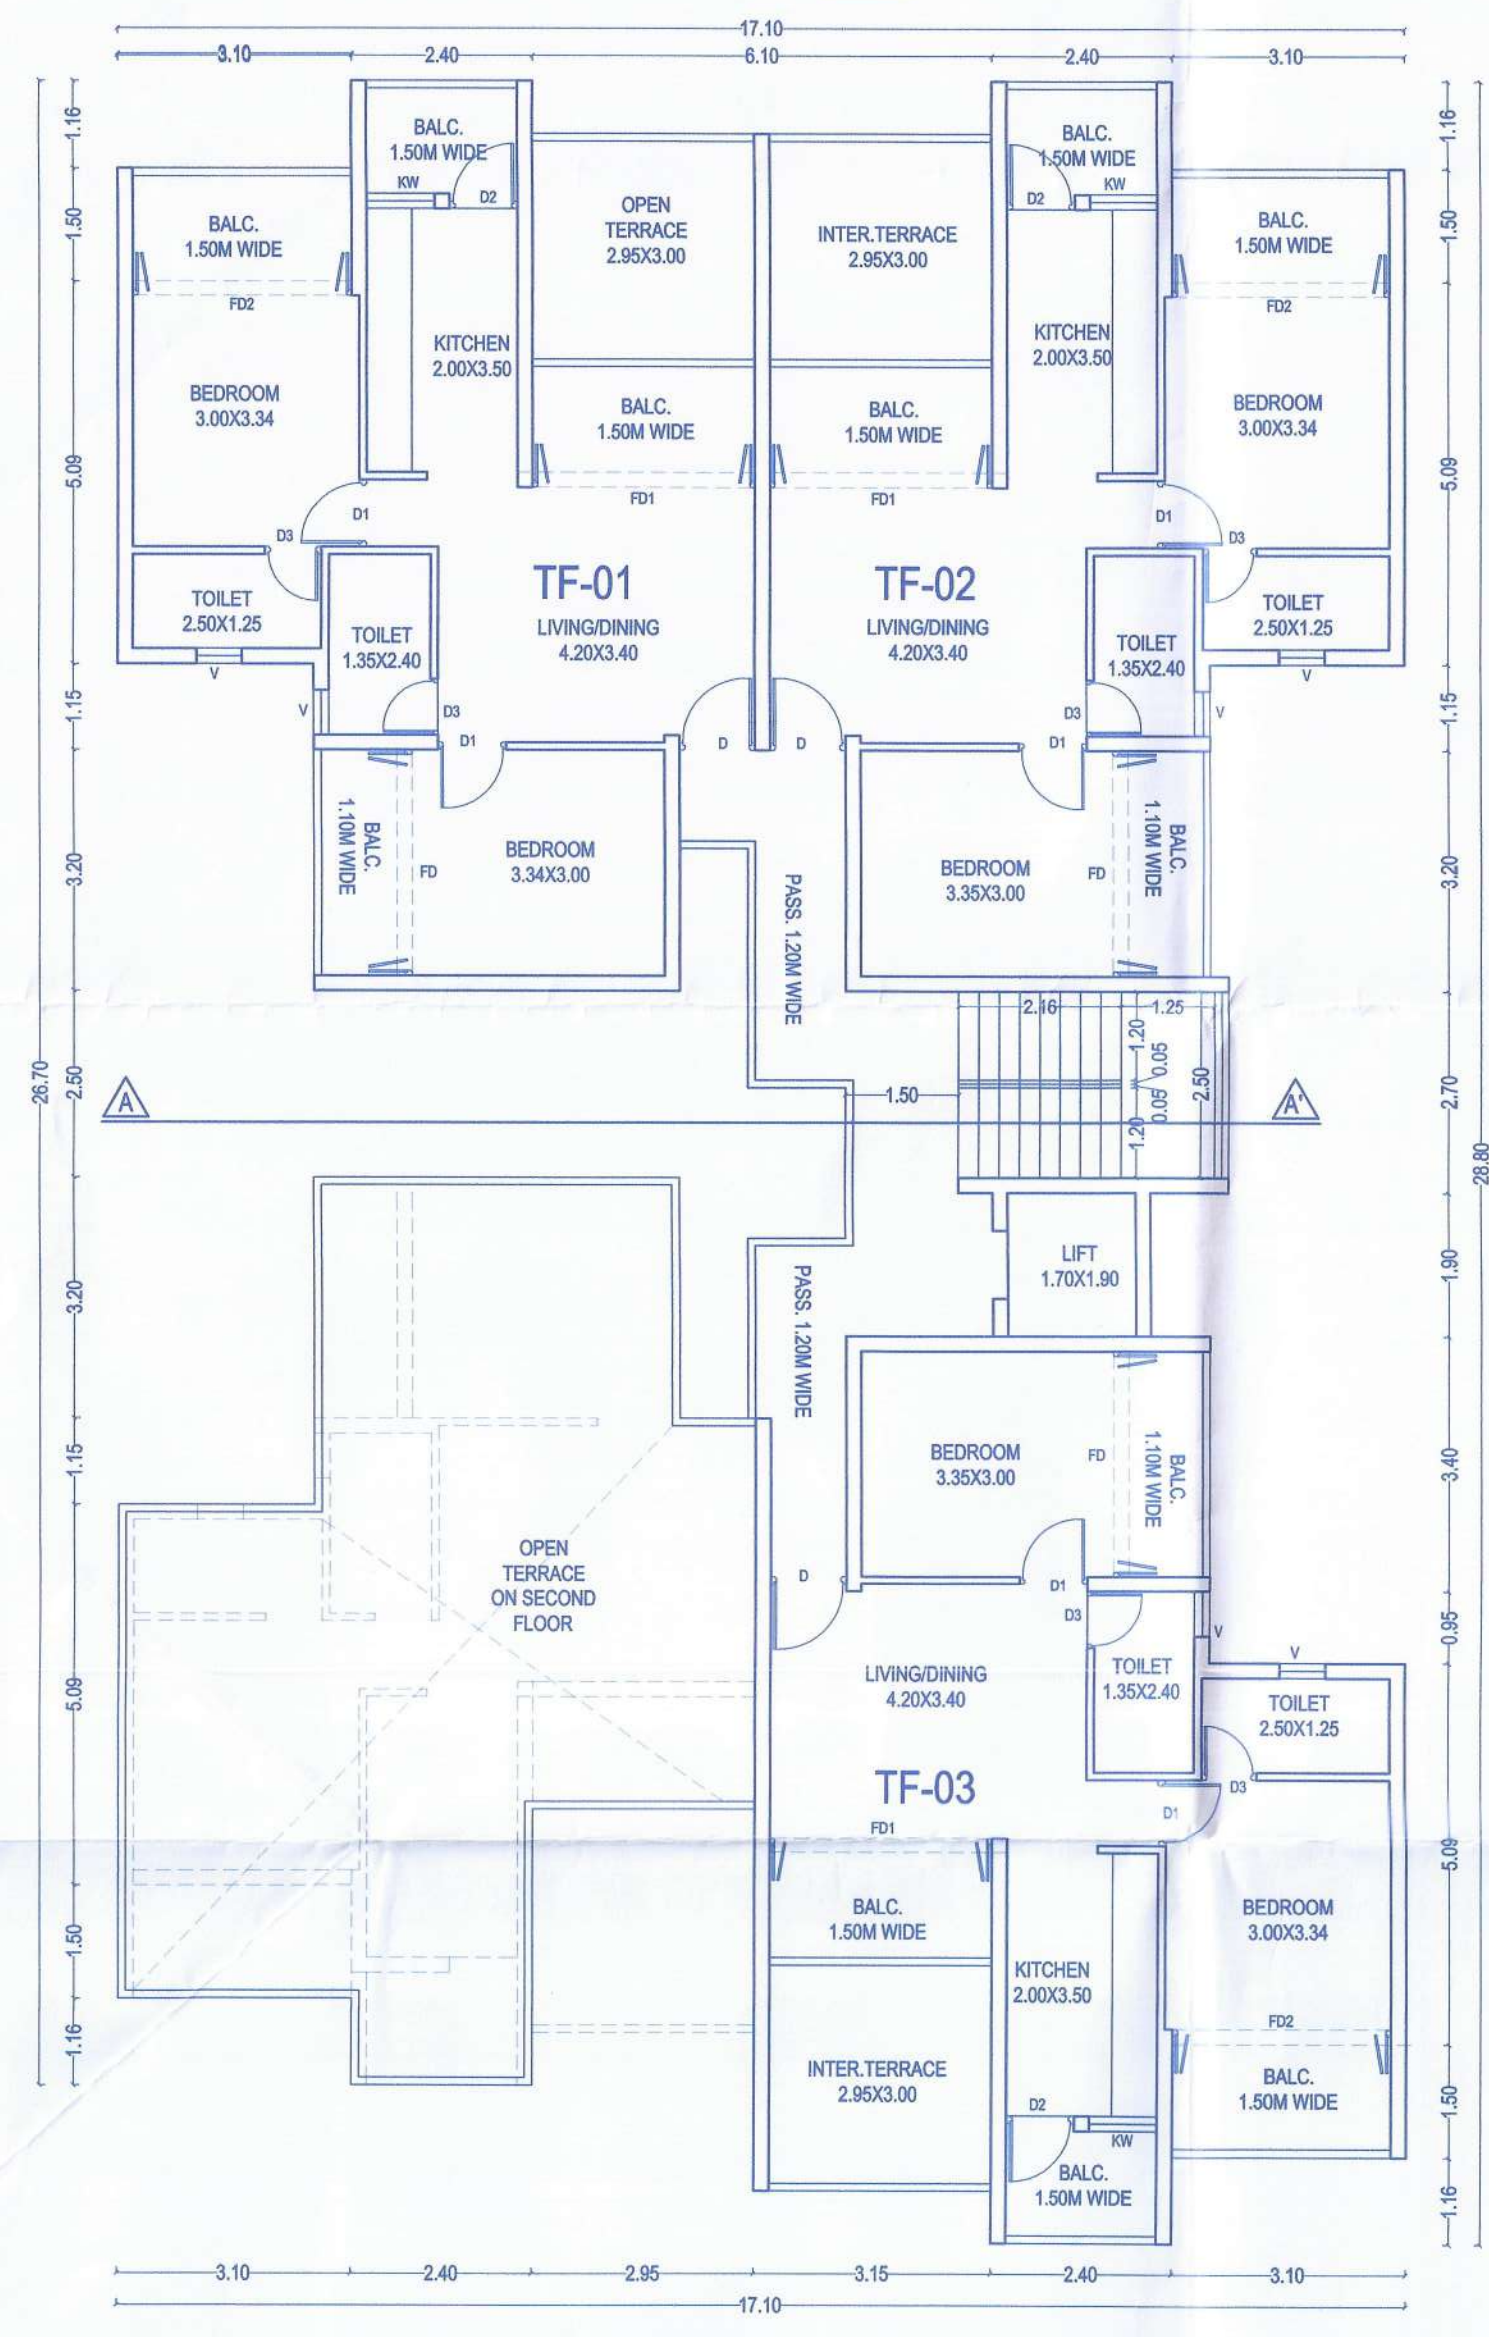 17.10
3.10 2.40 6.10 2.40 3.10
1.16
1.50
5.09
1.15
3.20
2.50
3.20
1.15
5.09
1.50
1.16
26.70
BALC.
1.50M WIDE
KW
D2
BALC.
1.50M WIDE
FD2
BEDROOM
3.00X3.34
KITCHEN
2.00X3.50
OPEN
TERRACE
2.95X3.00
BALC.
1.50M WIDE
FD1
D1
D3
TOILET
2.50X1.25
V
TOILET
1.35X2.40
V
D3
D1
TF-01
LIVING/DINING
4.20X3.40
D
BALC.
1.10M WIDE
FD
BEDROOM
3.34X3.00
INTER.TERRACE
2.95X3.00
BALC.
1.50M WIDE
FD1
BALC.
1.50M WIDE
D2
KW
KITCHEN
2.00X3.50
BALC.
1.50M WIDE
FD2
BEDROOM
3.00X3.34
D1
D3
TF-02
LIVING/DINING
4.20X3.40
TOILET
1.35X2.40
TOILET
2.50X1.25
V
V
D3
D1
D
BEDROOM
3.35X3.00
FD
BALC.
1.10M WIDE
PASS. 1.20M WIDE
2.16
1.25
1.20
0.05
0.05
1.20
2.50
1.50
A
A'
LIFT
1.70X1.90
PASS. 1.20M WIDE
BEDROOM
3.35X3.00
FD
BALC.
1.10M WIDE
D
D1
D3
V
V
OPEN
TERRACE
ON SECOND
FLOOR
LIVING/DINING
4.20X3.40
TOILET
1.35X2.40
TOILET
2.50X1.25
TF-03
D3
D1
FD1
BALC.
1.50M WIDE
KITCHEN
2.00X3.50
BEDROOM
3.00X3.34
FD2
BALC.
1.50M WIDE
INTER.TERRACE
2.95X3.00
D2
KW
BALC.
1.50M WIDE
1.16
1.50
5.09
1.15
3.20
2.70
1.90
3.40
0.95
5.09
1.50
1.16
28.80
3.10 2.40 2.95 3.15 2.40 3.10
17.10